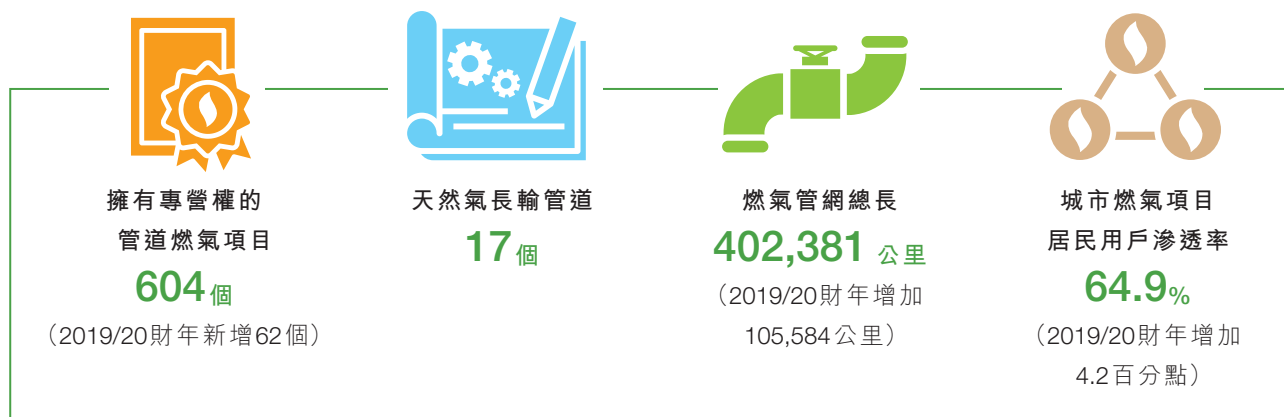 擁有專營權的
管道燃氣項目
604個
（2019/20財年新增62個）
天然氣長輸管道
17個
燃氣管網總長
402,381 公里
（2019/20財年增加
105,584公里）
城市燃氣項目
居民用戶滲透率
64.9%
（2019/20財年增加
4.2百分點）